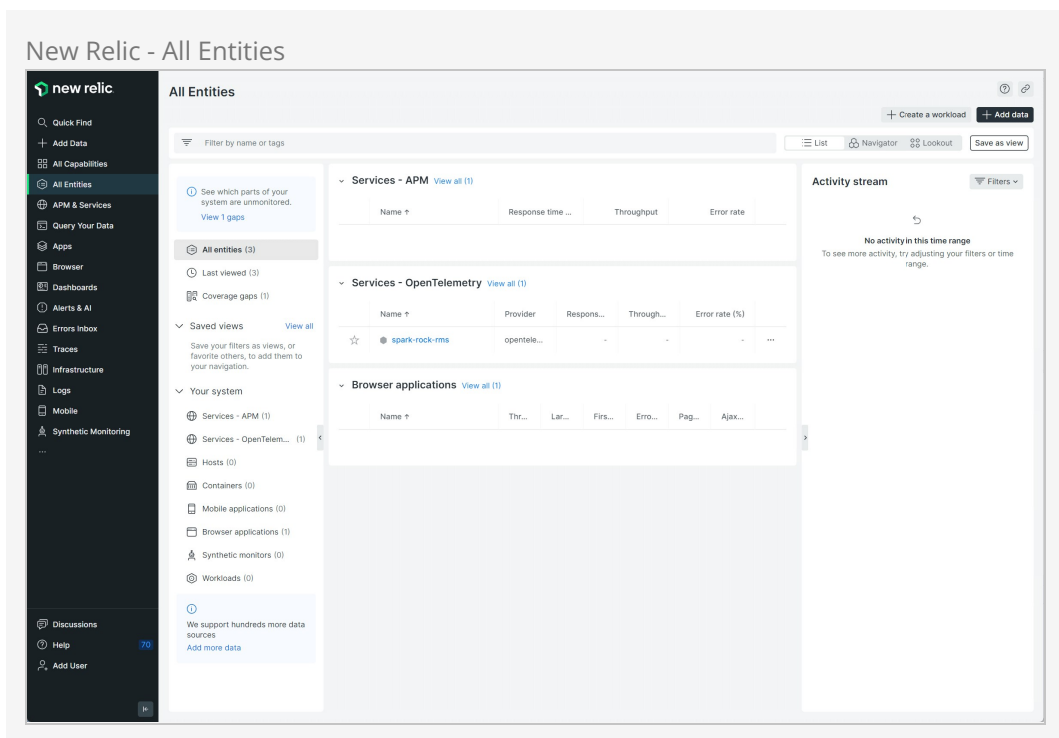 New Relic - All Entities
new relic
Quick Find
Add Data
All Capabilities
All Entities
APM & Services
Query Your Data
Apps
Browser
Dashboards
Alerts & AI
Errors Inbox
Traces
Infrastructure
Logs
Mobile
Synthetic Monitoring
...
Discussions
Help 70
Add User
All Entities
Create a workload
Add data
Filter by name or tags
List
Navigator
Lookout
Save as view
See which parts of your
system are unmonitored.
View 1 gaps
All entities (3)
Last viewed (3)
Coverage gaps (1)
Saved views View all
Save your filters as views, or
favorite others, to add them to
your navigation.
Your system
Services - APM (1)
Services - OpenTelem... (1)
Hosts (0)
Containers (0)
Mobile applications (0)
Browser applications (1)
Synthetic monitors (0)
Workloads (0)
We support hundreds more data
sources
Add more data
Services - APM View all (1)
Name ↑ Response time ... Throughput Error rate
Services - OpenTelemetry View all (1)
Name ↑ Provider Respons... Through... Error rate (%)
spark-rock-rms opentele... - - - ...
Browser applications View all (1)
Name ↑ Thr... Lar... Firs... Erro... Pag... Ajax...
Activity stream
Filters
No activity in this time range
To see more activity, try adjusting your filters or time
range.